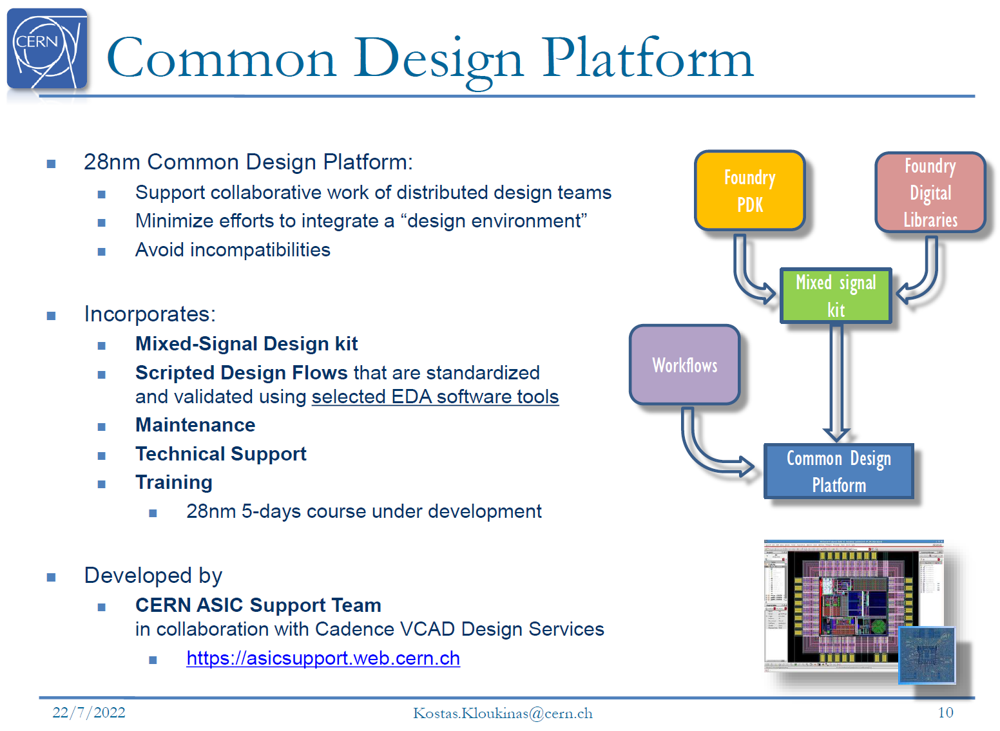 CERN
Common Design Platform
28nm Common Design Platform:
Support collaborative work of distributed design teams
Minimize efforts to integrate a “design environment”
Avoid incompatibilities
Incorporates:
Mixed-Signal Design kit
Scripted Design Flows that are standardized
and validated using selected EDA software tools
Maintenance
Technical Support
Training
28nm 5-days course under development
Developed by
CERN ASIC Support Team
in collaboration with Cadence VCAD Design Services
https://asicsupport.web.cern.ch
Foundry
PDK
Foundry
Digital
Libraries
Mixed signal
kit
Workflows
Common Design
Platform
22/7/2022
Kostas.Kloukinas@cern.ch
10